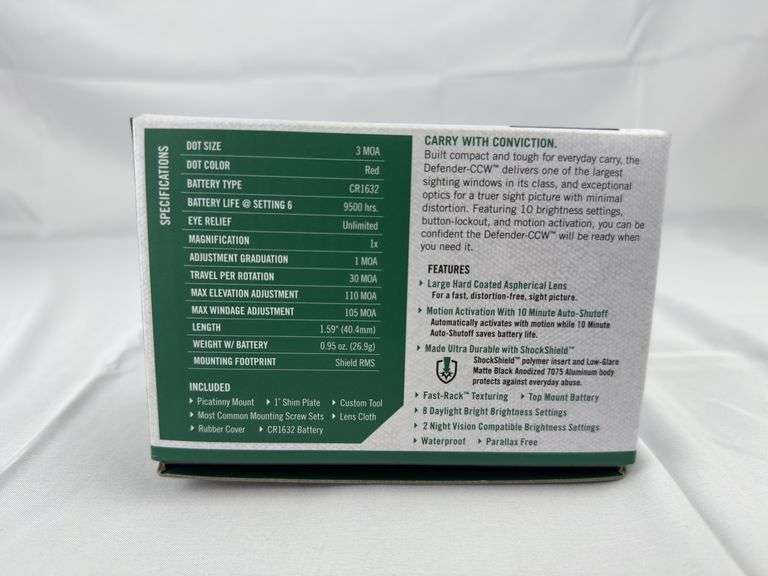 SPECIFICATIONS
DOT SIZE 3 MOA
DOT COLOR Red
BATTERY TYPE CR1632
BATTERY LIFE @ SETTING 6 9500 hrs.
EYE RELIEF Unlimited
MAGNIFICATION 1x
ADJUSTMENT GRADUATION 1 MOA
TRAVEL PER ROTATION 30 MOA
MAX ELEVATION ADJUSTMENT 110 MOA
MAX WINDAGE ADJUSTMENT 105 MOA
LENGTH 1.59" (40.4mm)
WEIGHT W/ BATTERY 0.95 oz. (26.9g)
MOUNTING FOOTPRINT Shield RMS
INCLUDED
Picatinny Mount 1° Shim Plate Custom Tool
Most Common Mounting Screw Sets Lens Cloth
Rubber Cover CR1632 Battery
CARRY WITH CONVICTION.
Built compact and tough for everyday carry, the
Defender-CCW™ delivers one of the largest
sighting windows in its class, and exceptional
optics for a truer sight picture with minimal
distortion. Featuring 10 brightness settings,
button-lockout, and motion activation, you can be
confident the Defender-CCW™ will be ready when
you need it.
FEATURES
Large Hard Coated Aspherical Lens
For a fast, distortion-free, sight picture.
Motion Activation With 10 Minute Auto-Shutoff
Automatically activates with motion while 10 Minute
Auto-Shutoff saves battery life.
Made Ultra Durable with ShockShield™
ShockShield™ polymer insert and Low-Glare
Matte Black Anodized 7075 Aluminum body
protects against everyday abuse.
Fast-Rack™ Texturing Top Mount Battery
8 Daylight Bright Brightness Settings
2 Night Vision Compatible Brightness Settings
Waterproof Parallax Free